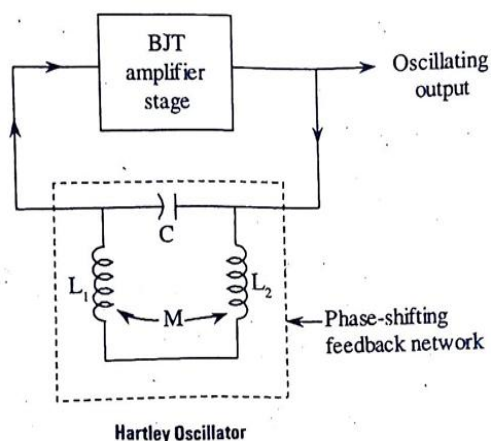 BJT
amplifier
stage
Oscillating
output
C
L1
M
L2
Phase-shifting
feedback network
Hartley Oscillator